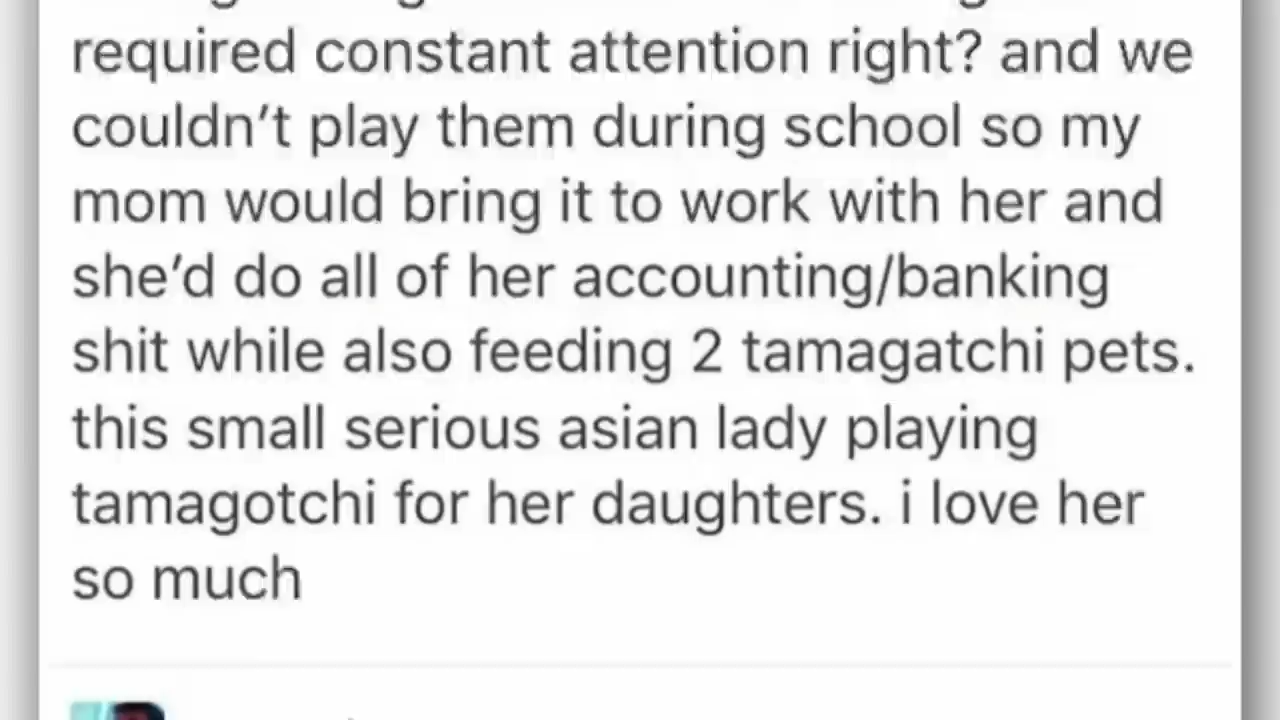 required constant attention right? and we
couldn’t play them during school so my
mom would bring it to work with her and
she’d do all of her accounting/banking
shit while also feeding 2 tamagatchi pets.
this small serious asian lady playing
tamagotchi for her daughters. i love her
so much